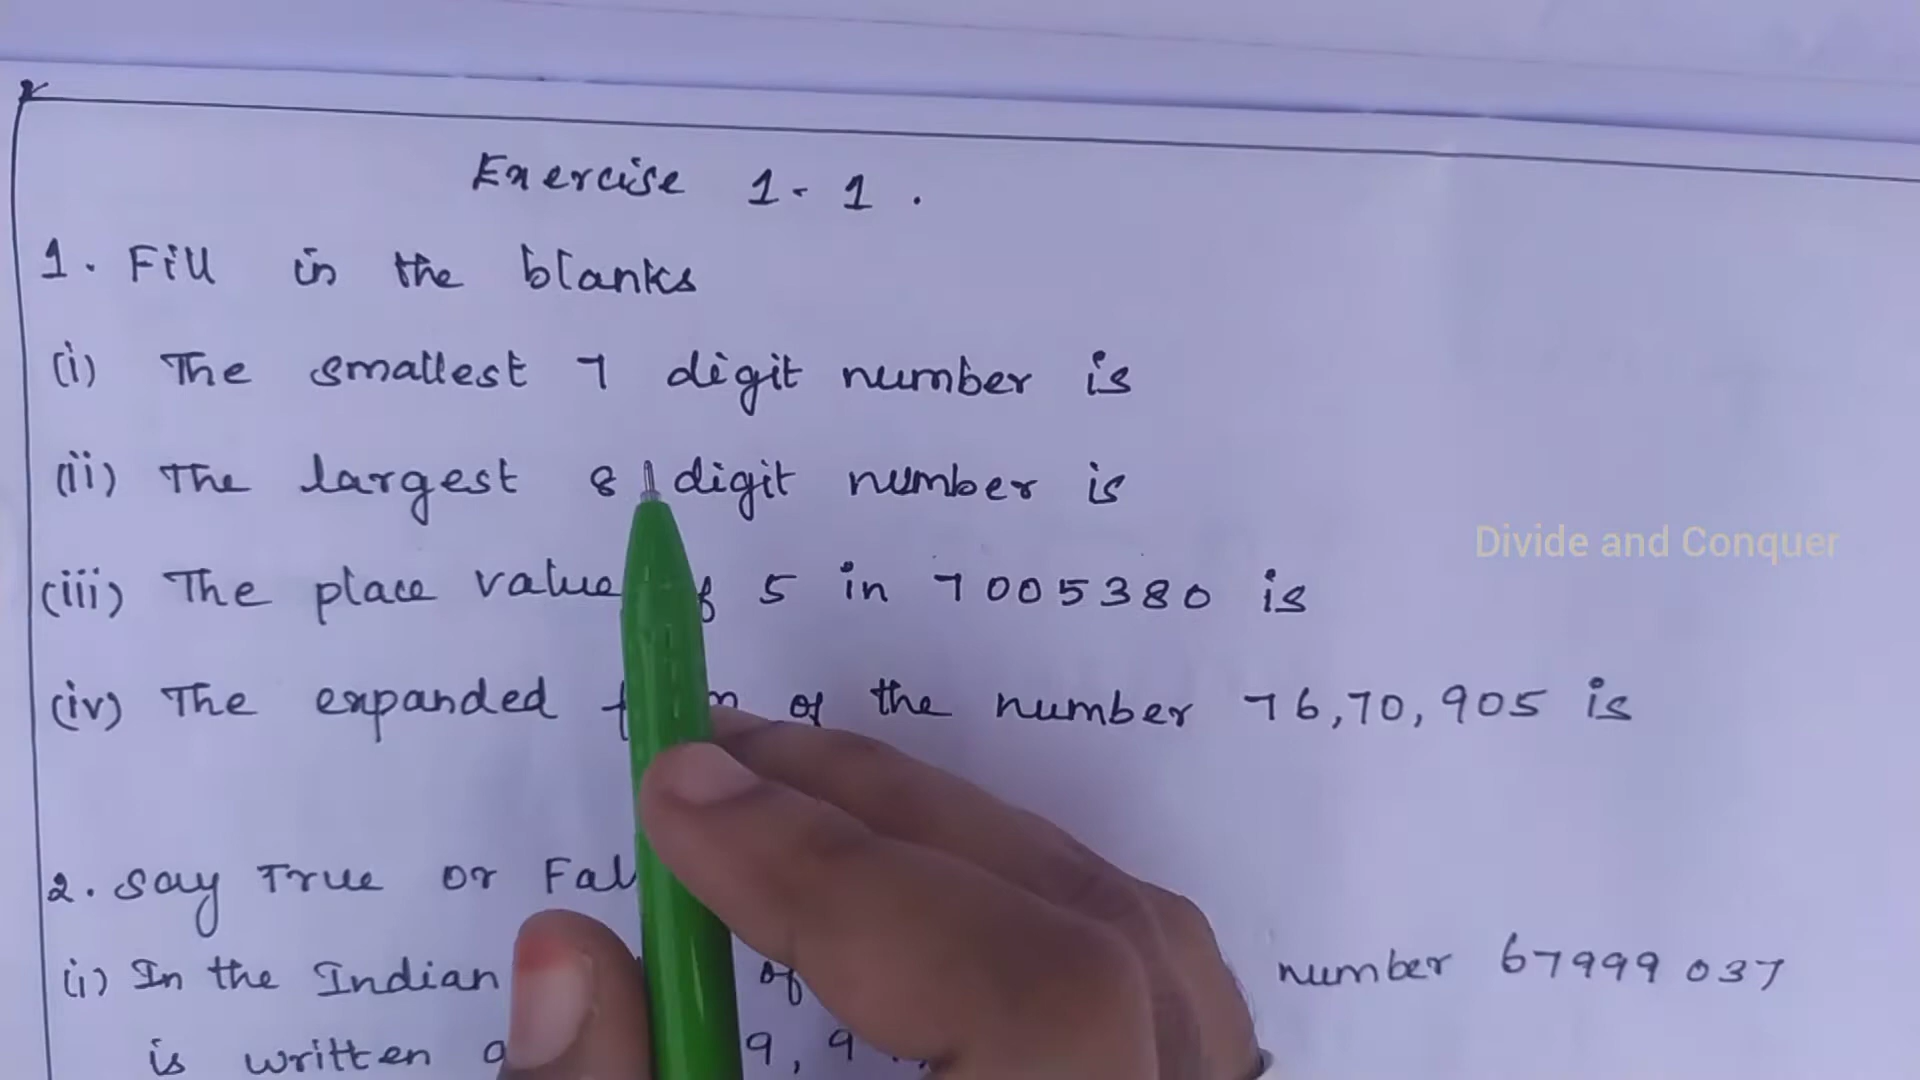 Exercise 1.1.
1. Fill in the blanks
(i) The smallest 7 digit number is
(ii) The largest 8 digit number is
(iii) The place value of 5 in 7005380 is
(iv) The expanded of the number 76,70,905 is
Divide and Conquer
2. Say True or
(i) In the Indian of number 67999037
is written 9, 9